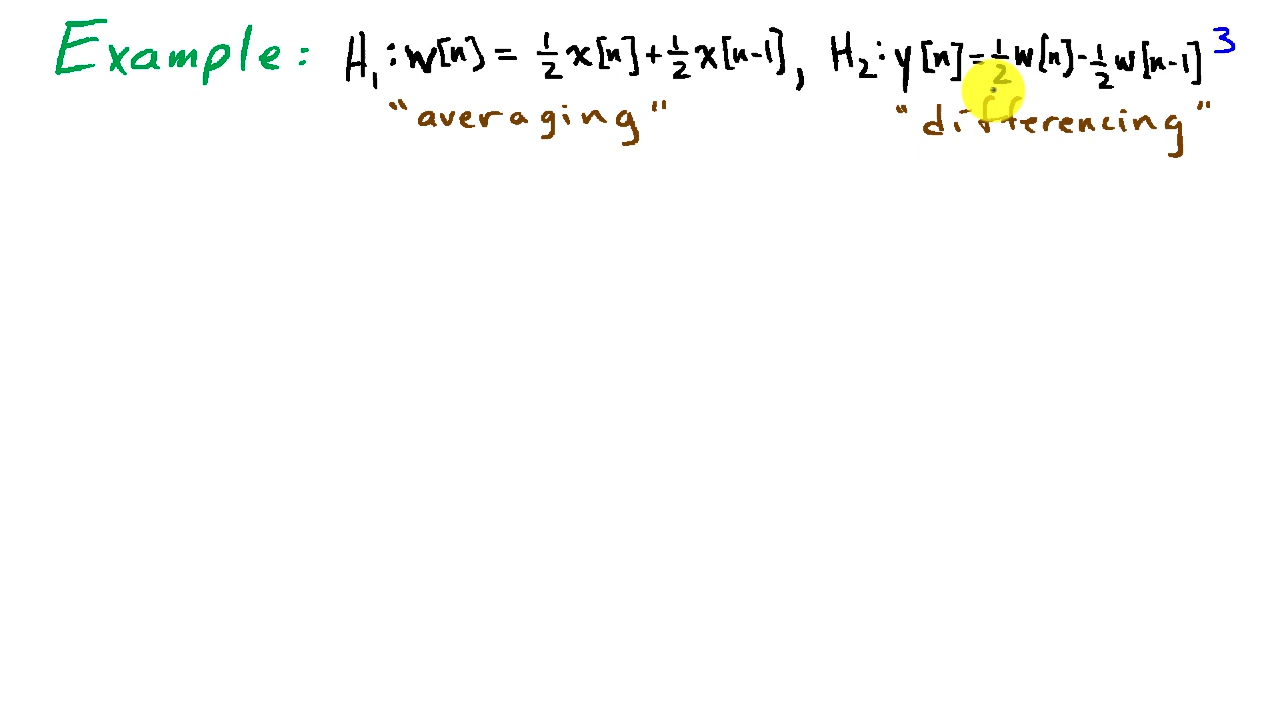 Example: H₁: w[n] = ½ x[n] + ½ x[n-1], H₂: y[n] = ½ w[n] - ½ w[n-1] 3
"averaging" "differencing"